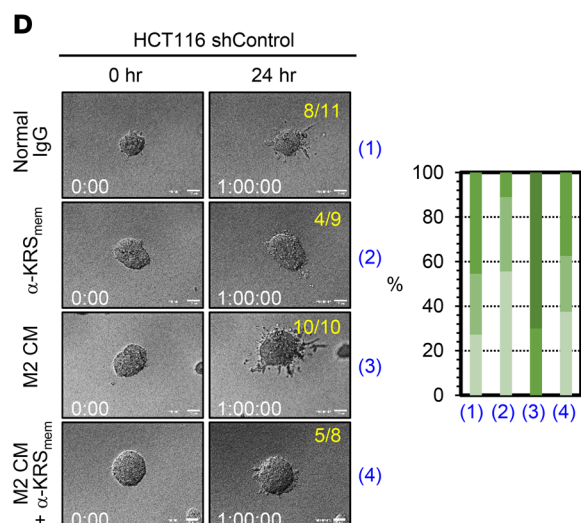 D
HCT116 shControl
0 hr 24 hr
Normal IgG
0:00
8/11
1:00:00
(1)
α-KRSmem
0:00
4/9
1:00:00
(2)
M2 CM
0:00
10/10
1:00:00
(3)
M2 CM
+ α-KRSmem
0:00
5/8
1:00:00
(4)
100
80
60
40
20
0
%
(1) (2) (3) (4)